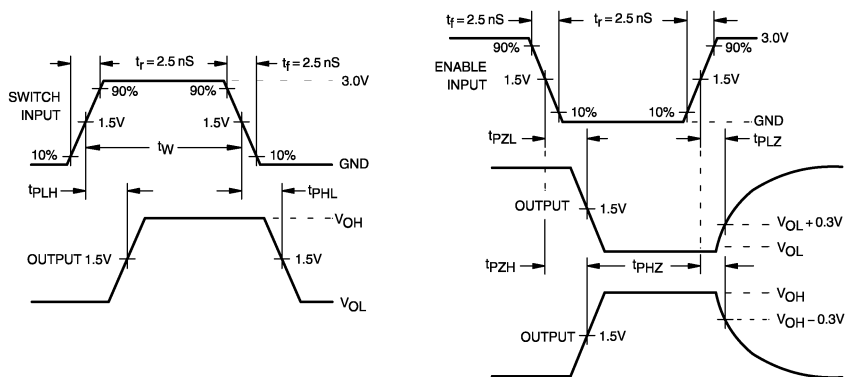 tr = 2.5 nS
tf = 2.5 nS
3.0V
SWITCH
INPUT
90%
90%
1.5V
1.5V
10%
10%
tW
GND
tPLH
tPHL
VOH
OUTPUT 1.5V
1.5V
VOL
tf = 2.5 nS
tr = 2.5 nS
90%
90%
3.0V
ENABLE
INPUT
1.5V
1.5V
10%
10%
GND
tPZL
tPLZ
OUTPUT
1.5V
VOL + 0.3V
VOL
tPZH
tPHZ
VOH
VOH – 0.3V
OUTPUT
1.5V